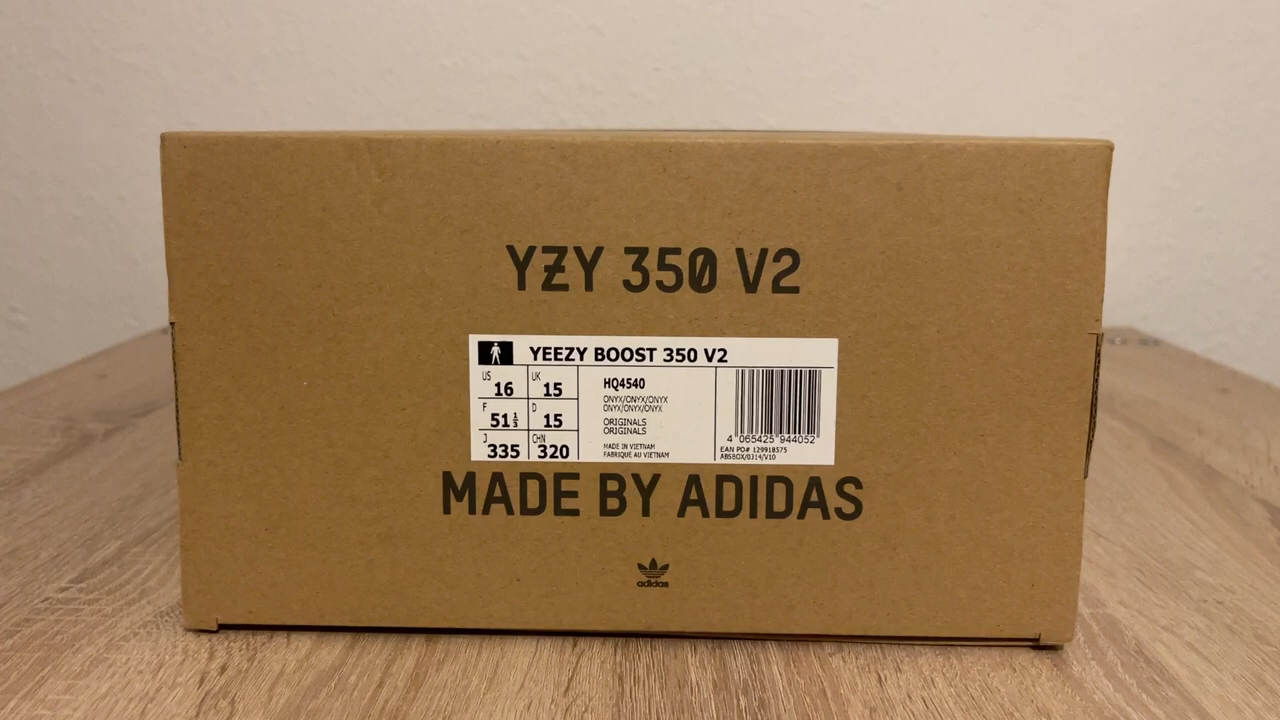 YZY 350 V2
YEEZY BOOST 350 V2
US 16
UK 15
F 51⅓
D 15
J 335
CHN 320
HQ4540
ONYX/ONYX/ONYX
ONYX/ONYX/ONYX
ORIGINALS
ORIGINALS
MADE IN VIETNAM
FABRIQUE AU VIETNAM
4 065425 944052
EAN PO# 129918575
ABSBOX/0314/V10
MADE BY ADIDAS
adidas